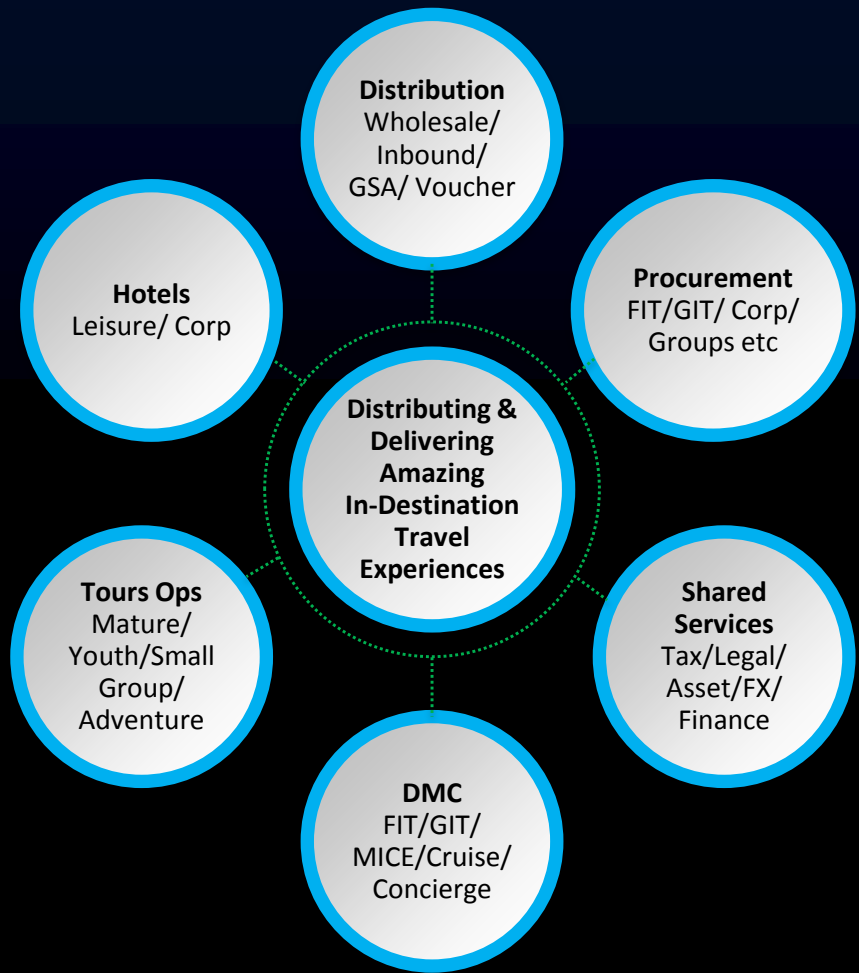 Distribution
Wholesale/
Inbound/
GSA/ Voucher
Hotels
Leisure/ Corp
Procurement
FIT/GIT/ Corp/
Groups etc
Distributing &
Delivering
Amazing
In-Destination
Travel
Experiences
Tours Ops
Mature/
Youth/Small
Group/
Adventure
Shared
Services
Tax/Legal/
Asset/FX/
Finance
DMC
FIT/GIT/
MICE/Cruise/
Concierge